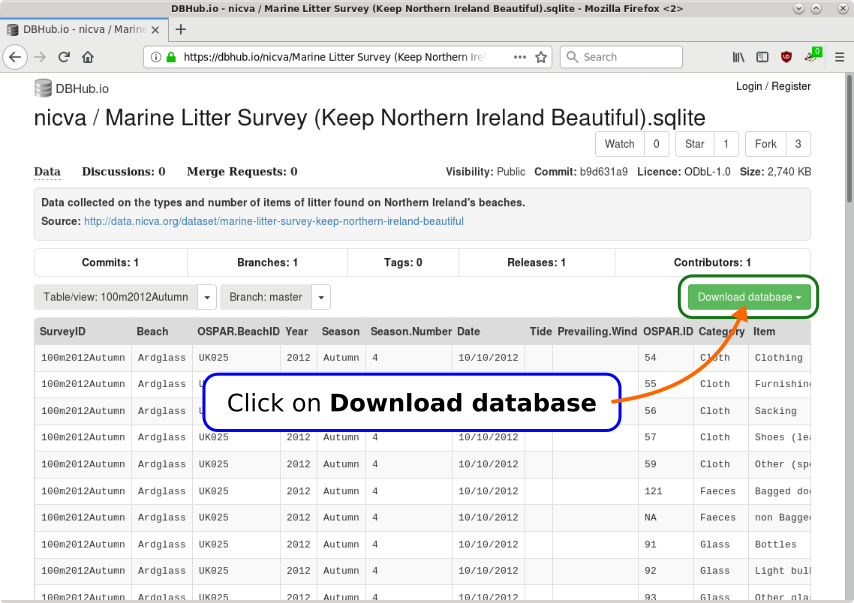 DBHub.io - nicva / Marine Litter Survey (Keep Northern Ireland Beautiful).sqlite - Mozilla Firefox <2>
DBHub.io - nicva / Marine
https://dbhub.io/nicva/Marine Litter Survey (Keep Northern Irel
Search
0
DBHub.io
Login / Register
nicva / Marine Litter Survey (Keep Northern Ireland Beautiful).sqlite
Watch 0 Star 1 Fork 3
Data Discussions: 0 Merge Requests: 0 Visibility: Public Commit: b9d631a9 Licence: ODbL-1.0 Size: 2,740 KB
Data collected on the types and number of items of litter found on Northern Ireland's beaches.
Source: http://data.nicva.org/dataset/marine-litter-survey-keep-northern-ireland-beautiful
Commits: 1 Branches: 1 Tags: 0 Releases: 1 Contributors: 1
Table/view: 100m2012Autumn Branch: master Download database
SurveyID Beach OSPAR.BeachID Year Season Season.Number Date Tide Prevailing.Wind OSPAR.ID Category Item
100m2012Autumn Ardglass UK025 2012 Autumn 4 10/10/2012 54 Cloth Clothing
100m2012Autumn Ardglass 55 Cloth Furnishin
Click on Download database
100m2012Autumn Ardglass 56 Cloth Sacking
100m2012Autumn Ardglass UK025 2012 Autumn 4 10/10/2012 57 Cloth Shoes (lea
100m2012Autumn Ardglass UK025 2012 Autumn 4 10/10/2012 59 Cloth Other (spe
100m2012Autumn Ardglass UK025 2012 Autumn 4 10/10/2012 121 Faeces Bagged do
100m2012Autumn Ardglass UK025 2012 Autumn 4 10/10/2012 NA Faeces non Bagge
100m2012Autumn Ardglass UK025 2012 Autumn 4 10/10/2012 91 Glass Bottles
100m2012Autumn Ardglass UK025 2012 Autumn 4 10/10/2012 92 Glass Light bul
100m2012Autumn Ardglass UK025 2012 Autumn 4 10/10/2012 93 Glass Other gla